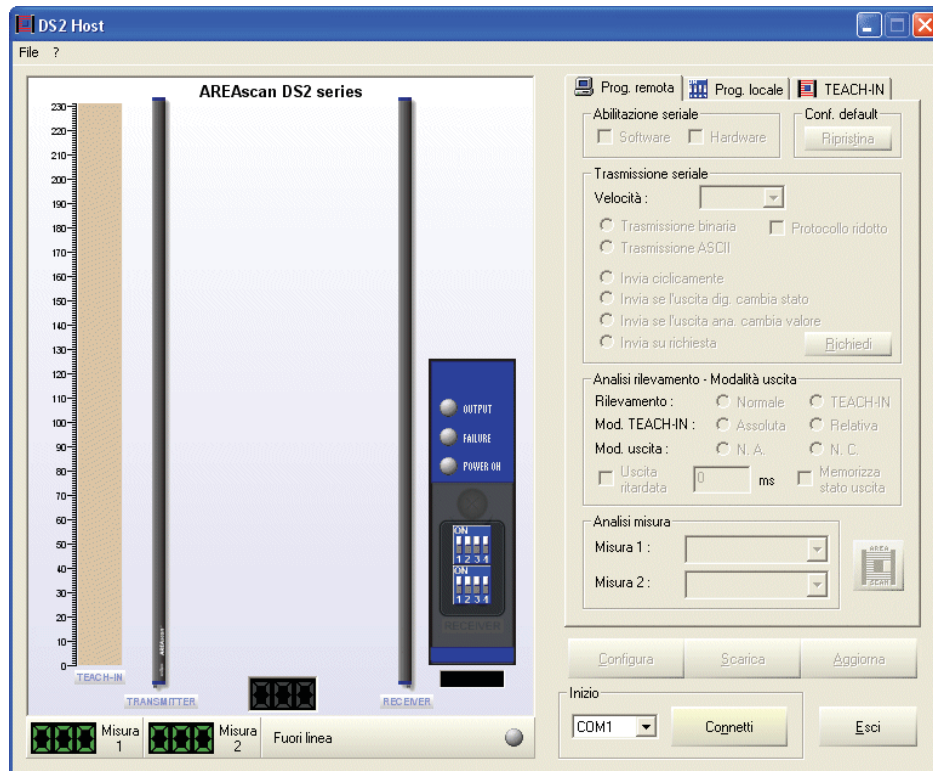 DS2 Host
File ?
AREAscan DS2 series
230
220
210
200
190
180
170
160
150
140
130
120
110
100
90
80
70
60
50
40
30
20
10
0
TEACH-IN
TRANSMITTER
RECEIVER
AREAscan
OUTPUT
FAILURE
POWER ON
ON
1 2 3 4
ON
1 2 3 4
RECEIVER
Misura 1
Misura 2
Fuori linea
Prog. remota
Prog. locale
TEACH-IN
Abilitazione seriale
Software
Hardware
Conf. default
Ripristina
Trasmissione seriale
Velocità :
Trasmissione binaria
Protocollo ridotto
Trasmissione ASCII
Invia ciclicamente
Invia se l'uscita dig. cambia stato
Invia se l'uscita ana. cambia valore
Invia su richiesta
Richiedi
Analisi rilevamento - Modalità uscita
Rilevamento :
Normale
TEACH-IN
Mod. TEACH-IN :
Assoluta
Relativa
Mod. uscita :
N. A.
N. C.
Uscita ritardata
0
ms
Memorizza stato uscita
Analisi misura
Misura 1 :
Misura 2 :
AREA
SCAN
Configura
Scarica
Aggiorna
Inizio
COM1
Connetti
Esci